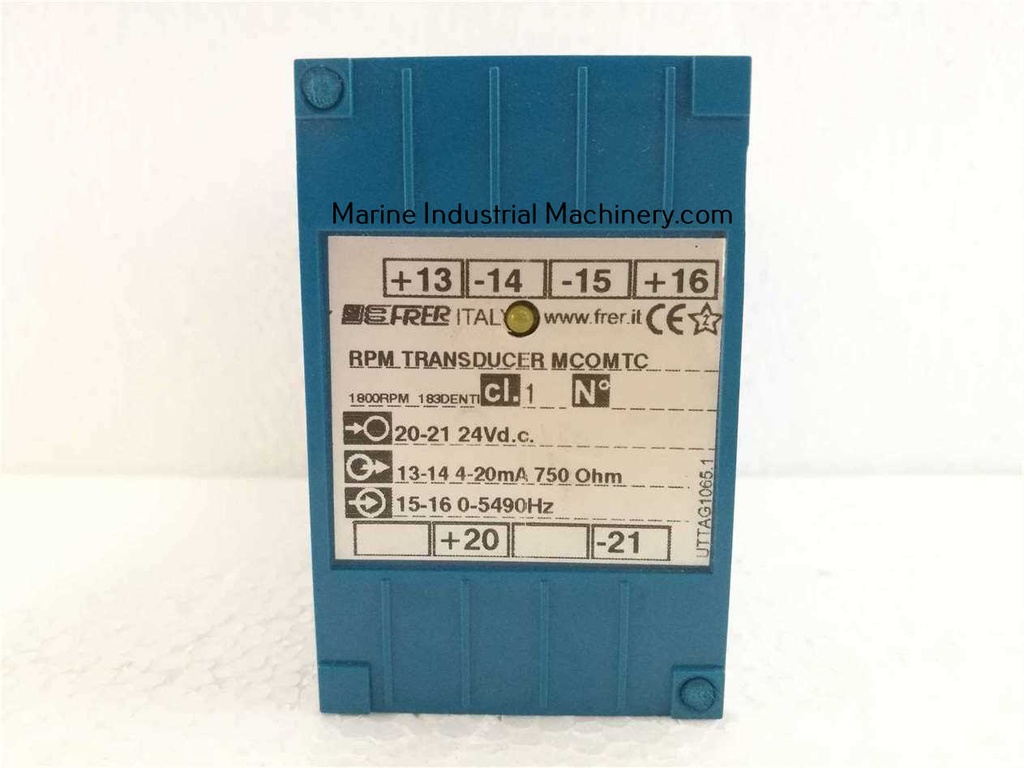 Marine Industrial Machinery.com
+13 -14 -15 +16
FRER ITALY www.frer.it CE
RPM TRANSDUCER MCOMTC
1800RPM 183DENTI cl. 1 N°
20-21 24Vd.c.
13-14 4-20mA 750 Ohm
15-16 0-5490Hz
+20 -21
UTTAG1065.1